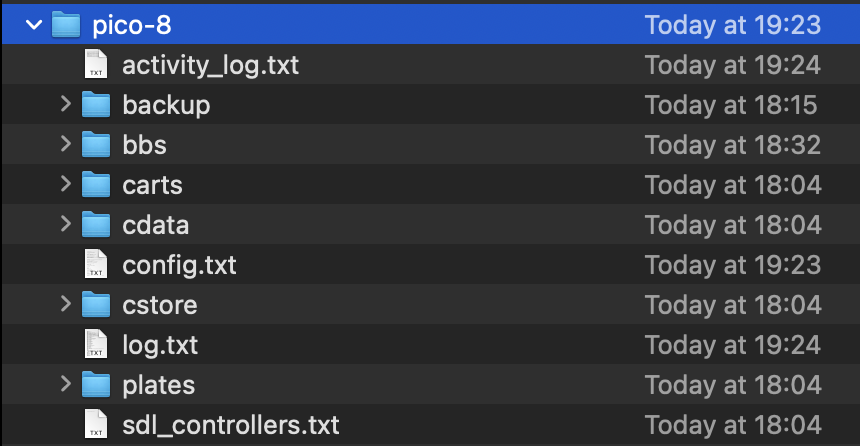 pico-8 Today at 19:23
activity_log.txt Today at 19:24
backup Today at 18:15
bbs Today at 18:32
carts Today at 18:04
cdata Today at 18:04
config.txt Today at 19:23
cstore Today at 18:04
log.txt Today at 19:24
plates Today at 18:04
sdl_controllers.txt Today at 18:04
TXT
TXT
TXT
TXT